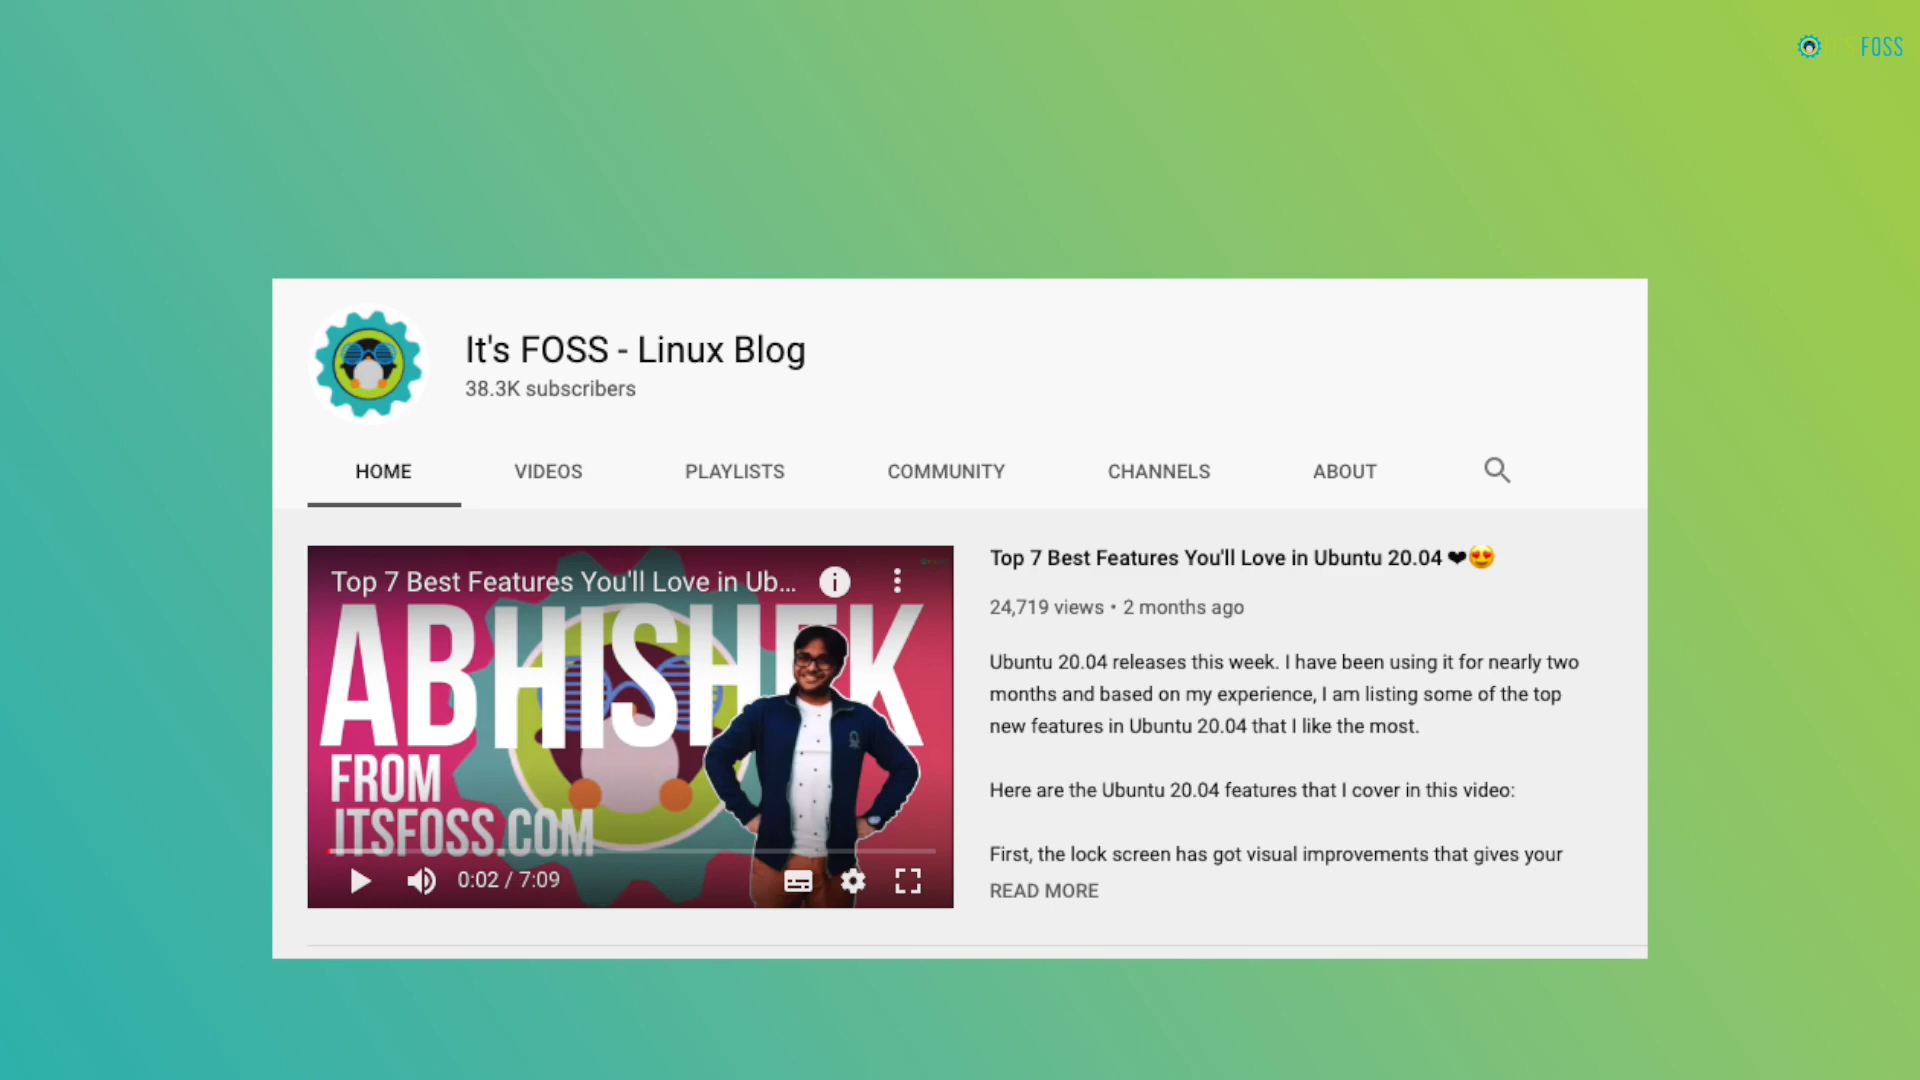 FOSS
It's FOSS - Linux Blog
38.3K subscribers
HOME VIDEOS PLAYLISTS COMMUNITY CHANNELS ABOUT
Top 7 Best Features You'll Love in Ub...
ABHISHEK
FROM
ITSFOSS.COM
0:02 / 7:09
Top 7 Best Features You'll Love in Ubuntu 20.04 ❤😍
24,719 views • 2 months ago
Ubuntu 20.04 releases this week. I have been using it for nearly two
months and based on my experience, I am listing some of the top
new features in Ubuntu 20.04 that I like the most.
Here are the Ubuntu 20.04 features that I cover in this video:
First, the lock screen has got visual improvements that gives your
READ MORE